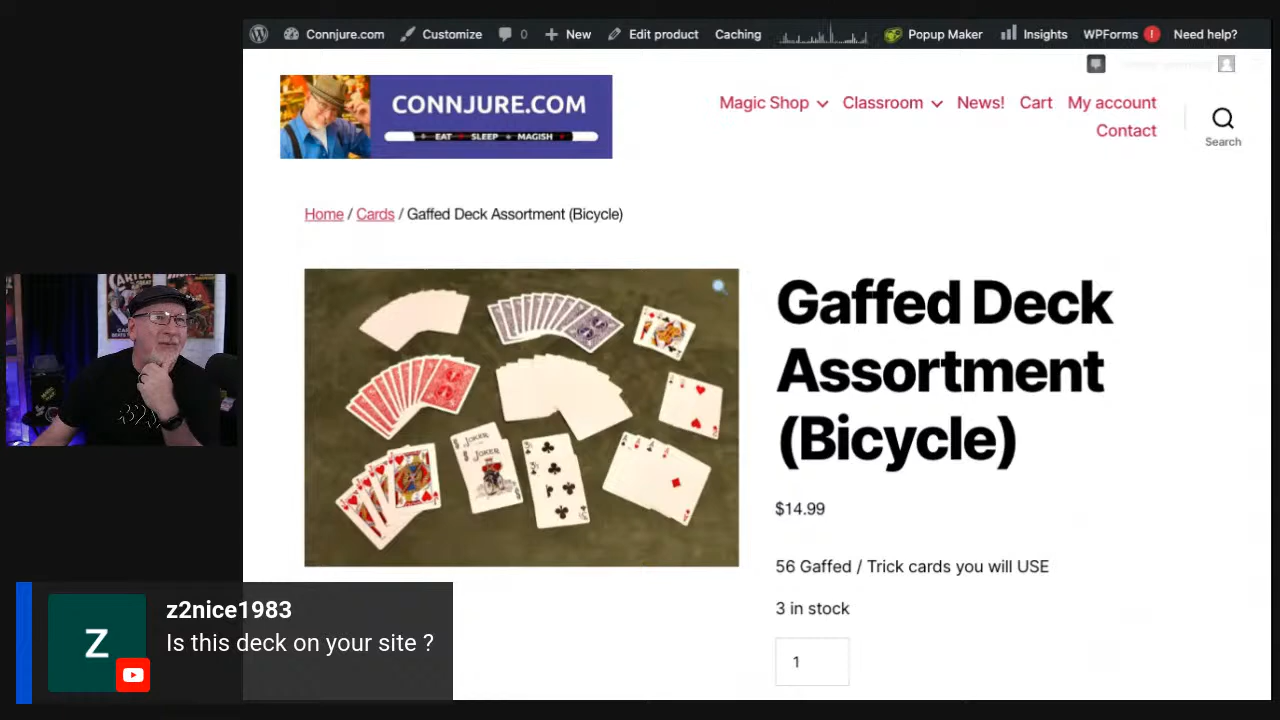 Connjure.com Customize 0 New Edit product Caching Popup Maker Insights WPForms ! Need help?
CONNJURE.COM
EAT SLEEP MAGISH
Magic Shop Classroom News! Cart My account
Contact
Search
Home / Cards / Gaffed Deck Assortment (Bicycle)
CARTER
JOKER
JOKER
Gaffed Deck
Assortment
(Bicycle)
$14.99
56 Gaffed / Trick cards you will USE
3 in stock
1
Z
z2nice1983
Is this deck on your site ?